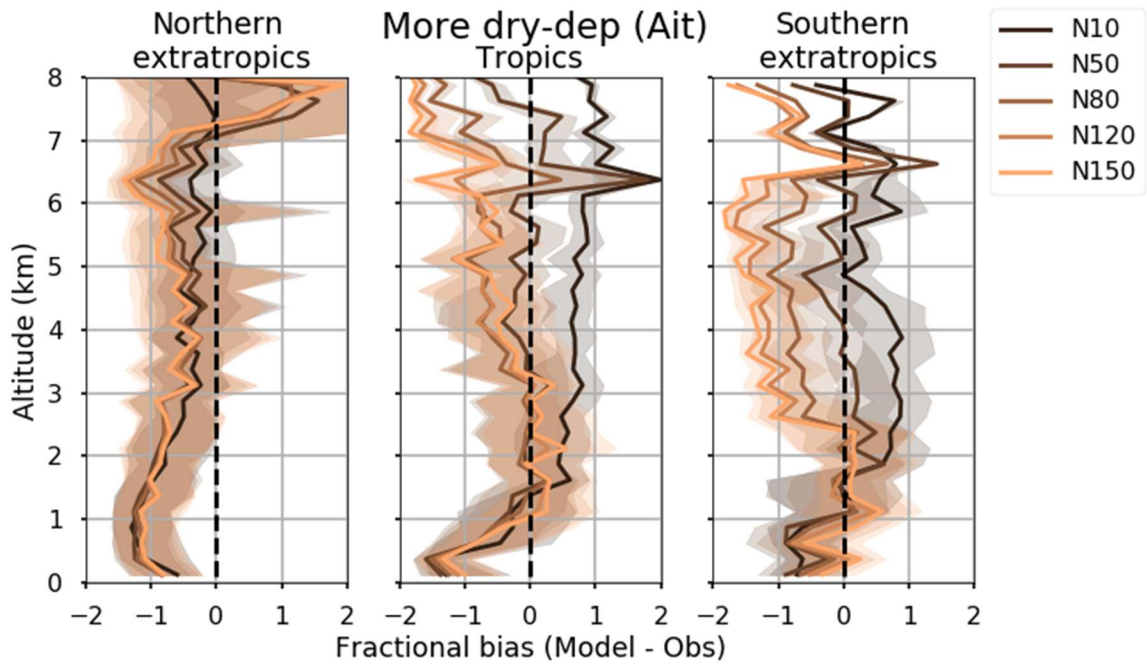 More dry-dep (Ait)
Northern
extratropics
Tropics
Southern
extratropics
N10
N50
N80
N120
N150
Altitude (km)
8
7
6
5
4
3
2
1
0
−2 −1 0 1 2
−2 −1 0 1 2
−2 −1 0 1 2
Fractional bias (Model - Obs)